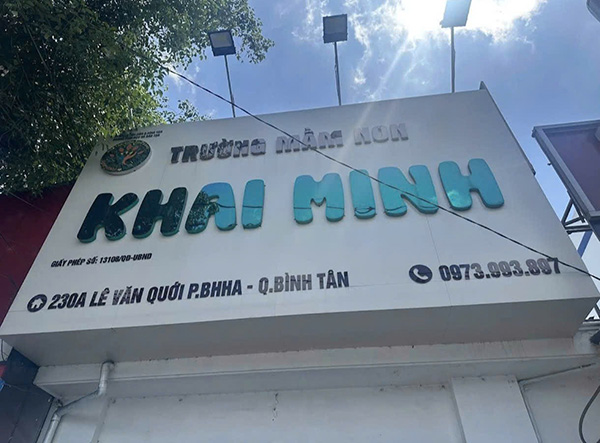 TRƯỜNG MẦM NON
KHAI MINH
GIẤY PHÉP SỐ: 13108/QĐ-UBND
230A LÊ VĂN QUỚI P.BHHA - Q.BÌNH TÂN
0973.993.897